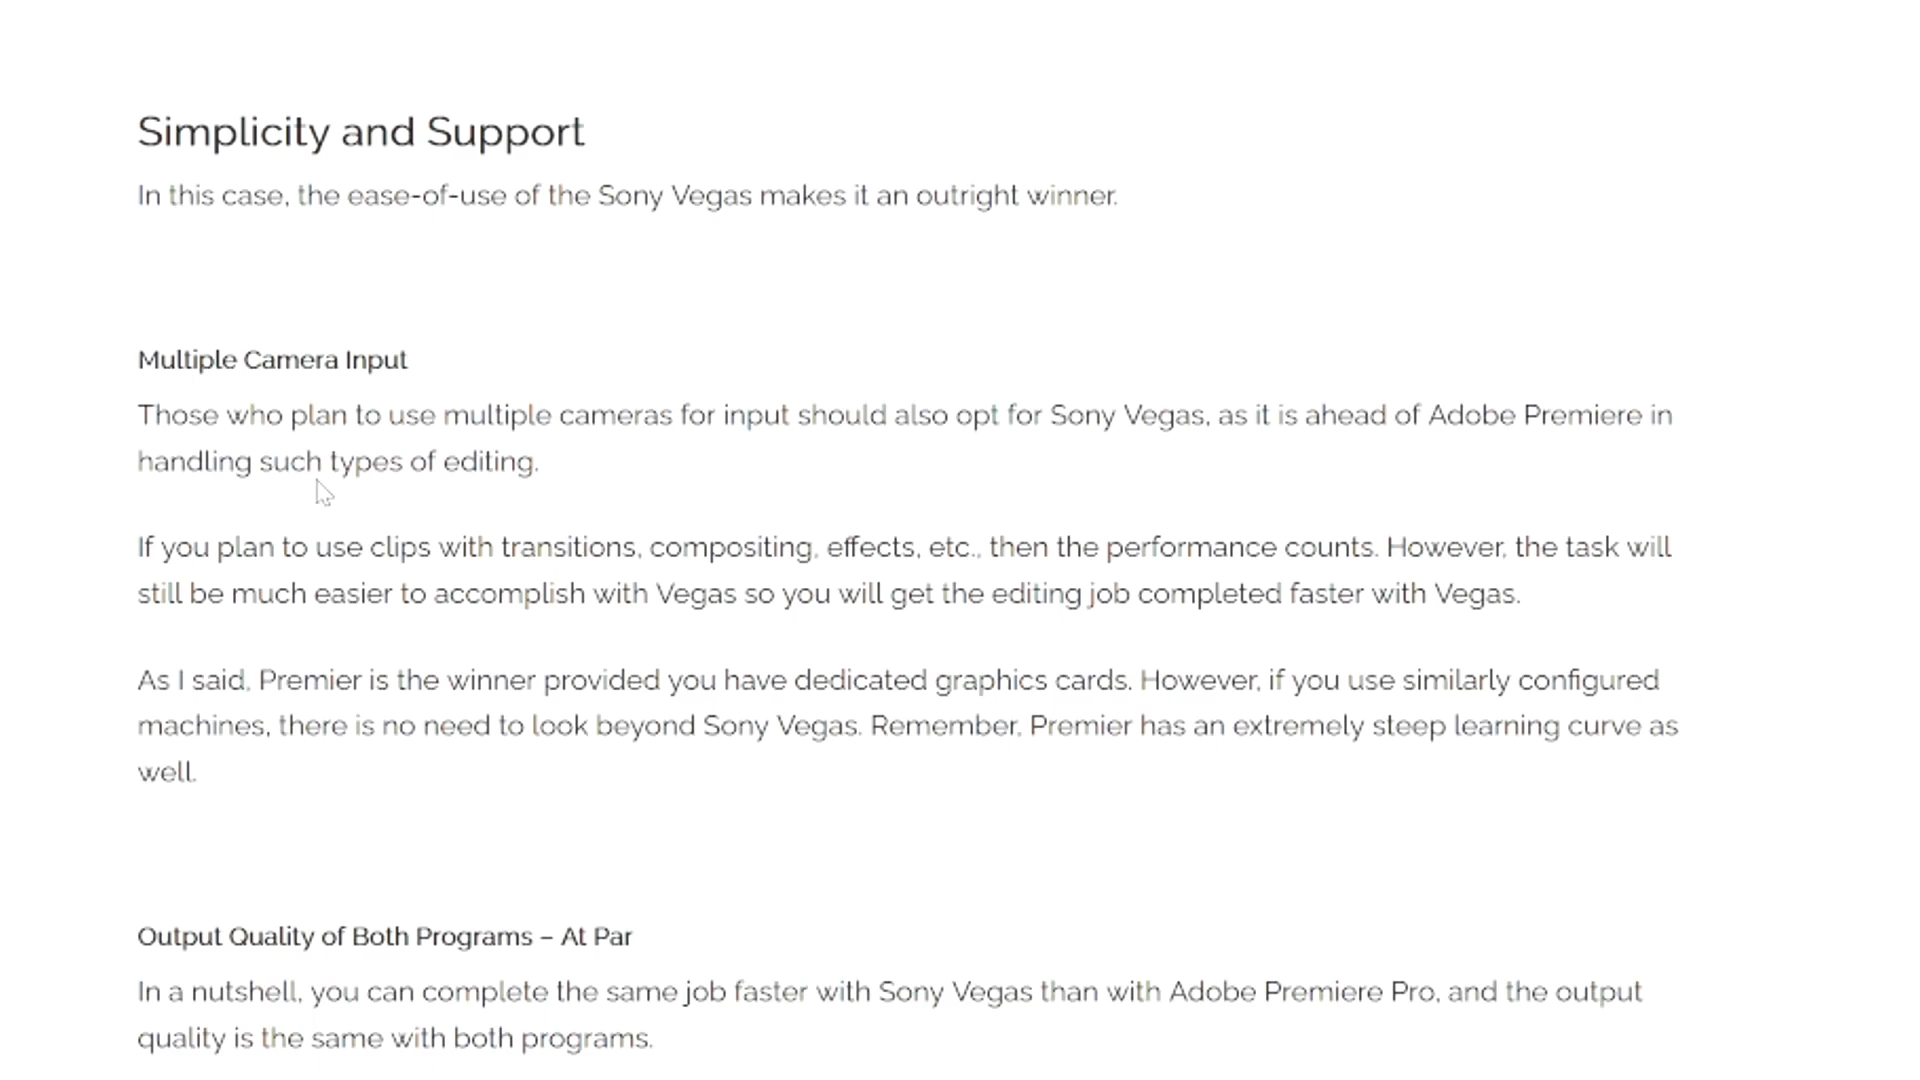 Simplicity and Support
In this case, the ease-of-use of the Sony Vegas makes it an outright winner.
Multiple Camera Input
Those who plan to use multiple cameras for input should also opt for Sony Vegas, as it is ahead of Adobe Premiere in
handling such types of editing.
If you plan to use clips with transitions, compositing, effects, etc., then the performance counts. However, the task will
still be much easier to accomplish with Vegas so you will get the editing job completed faster with Vegas.
As I said, Premier is the winner provided you have dedicated graphics cards. However, if you use similarly configured
machines, there is no need to look beyond Sony Vegas. Remember, Premier has an extremely steep learning curve as
well.
Output Quality of Both Programs – At Par
In a nutshell, you can complete the same job faster with Sony Vegas than with Adobe Premiere Pro, and the output
quality is the same with both programs.